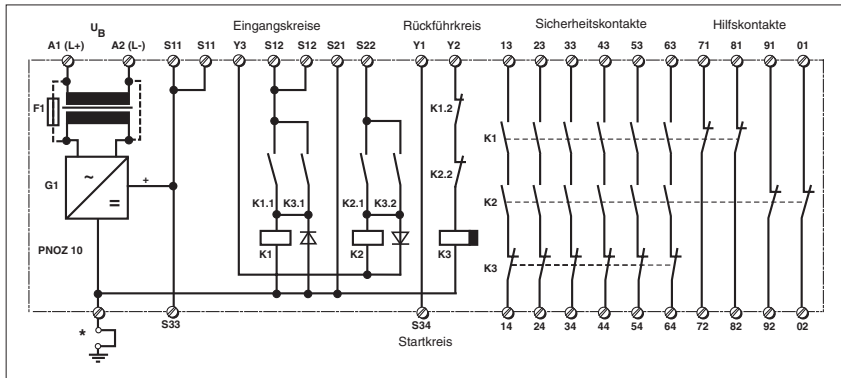 U_B Eingangskreise Rückführkreis Sicherheitskontakte Hilfskontakte
A1 (L+) A2 (L-) S11 S11 Y3 S12 S12 S21 S22 Y1 Y2 13 23 33 43 53 63 71 81 91 01
F1
K1.2
K1
~
K2.2
G1 +
=
K1.1 K3.1 K2.1 K3.2
K2
PNOZ 10
K1 K2 K3
K3
*
S33 S34 14 24 34 44 54 64 72 82 92 02
Startkreis